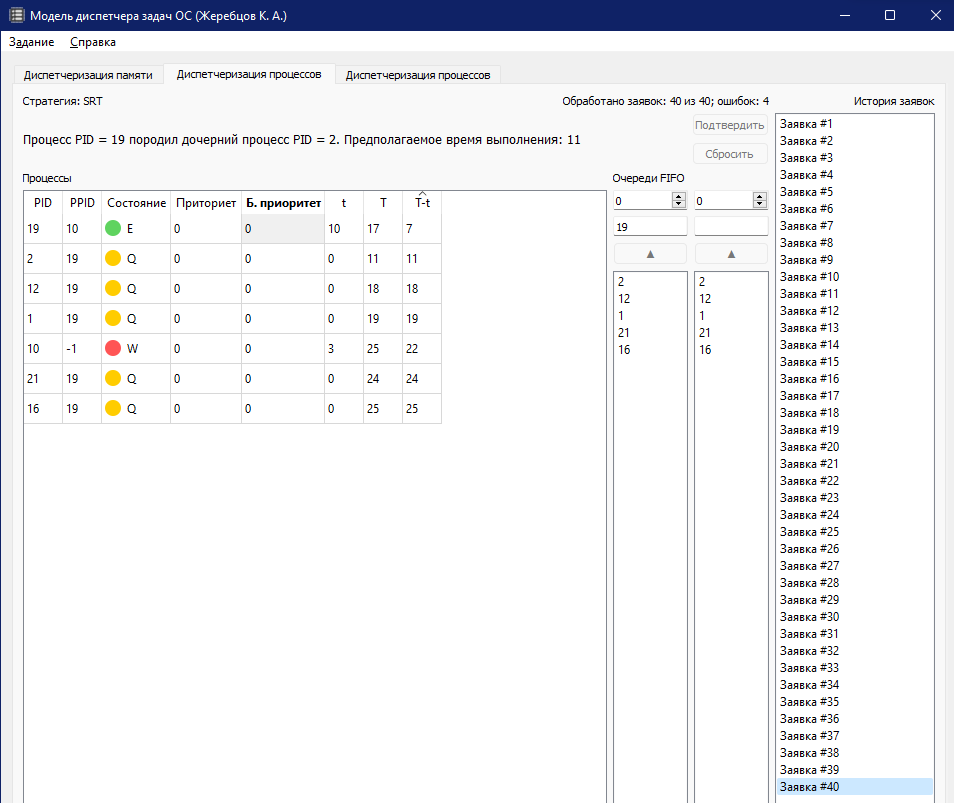 Модель диспетчера задач ОС (Жеребцов К. А.)
Задание Справка
Диспетчеризация памяти Диспетчеризация процессов Диспетчеризация процессов
Стратегия: SRT Обработано заявок: 40 из 40; ошибок: 4 История заявок
Процесс PID = 19 породил дочерний процесс PID = 2. Предполагаемое время выполнения: 11
Подтвердить
Сбросить
Процессы
PID PPID Состояние Приториет Б. приоритет t T T-t
19 10 E 0 0 10 17 7
2 19 Q 0 0 0 11 11
12 19 Q 0 0 0 18 18
1 19 Q 0 0 0 19 19
10 -1 W 0 0 3 25 22
21 19 Q 0 0 0 24 24
16 19 Q 0 0 0 25 25
Очереди FIFO
0 0
19
▲ ▲
2 2
12 12
1 1
21 21
16 16
Заявка #1
Заявка #2
Заявка #3
Заявка #4
Заявка #5
Заявка #6
Заявка #7
Заявка #8
Заявка #9
Заявка #10
Заявка #11
Заявка #12
Заявка #13
Заявка #14
Заявка #15
Заявка #16
Заявка #17
Заявка #18
Заявка #19
Заявка #20
Заявка #21
Заявка #22
Заявка #23
Заявка #24
Заявка #25
Заявка #26
Заявка #27
Заявка #28
Заявка #29
Заявка #30
Заявка #31
Заявка #32
Заявка #33
Заявка #34
Заявка #35
Заявка #36
Заявка #37
Заявка #38
Заявка #39
Заявка #40